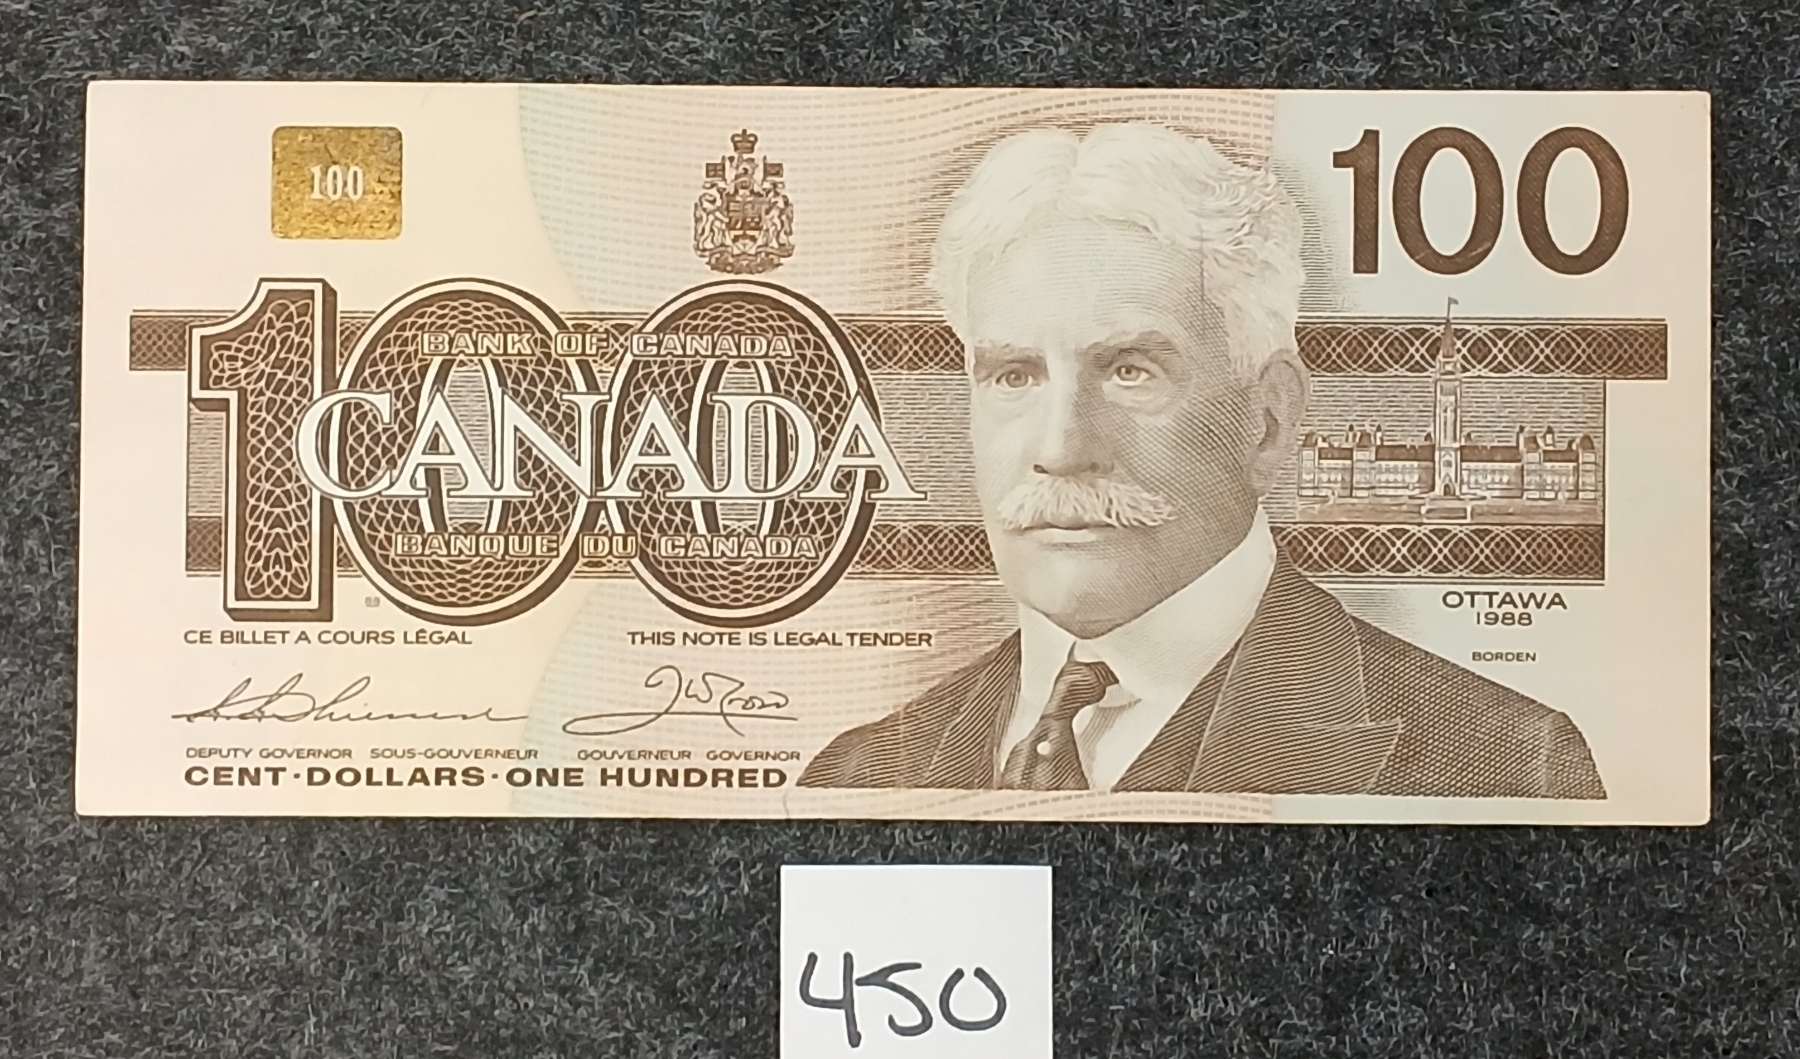 100
100
BANK OF CANADA
100
CANADA
BANQUE DU CANADA
CE BILLET A COURS LÉGAL THIS NOTE IS LEGAL TENDER
OTTAWA
1988
BORDEN
DEPUTY GOVERNOR SOUS-GOUVERNEUR GOUVERNEUR GOVERNOR
CENT·DOLLARS·ONE HUNDRED
450